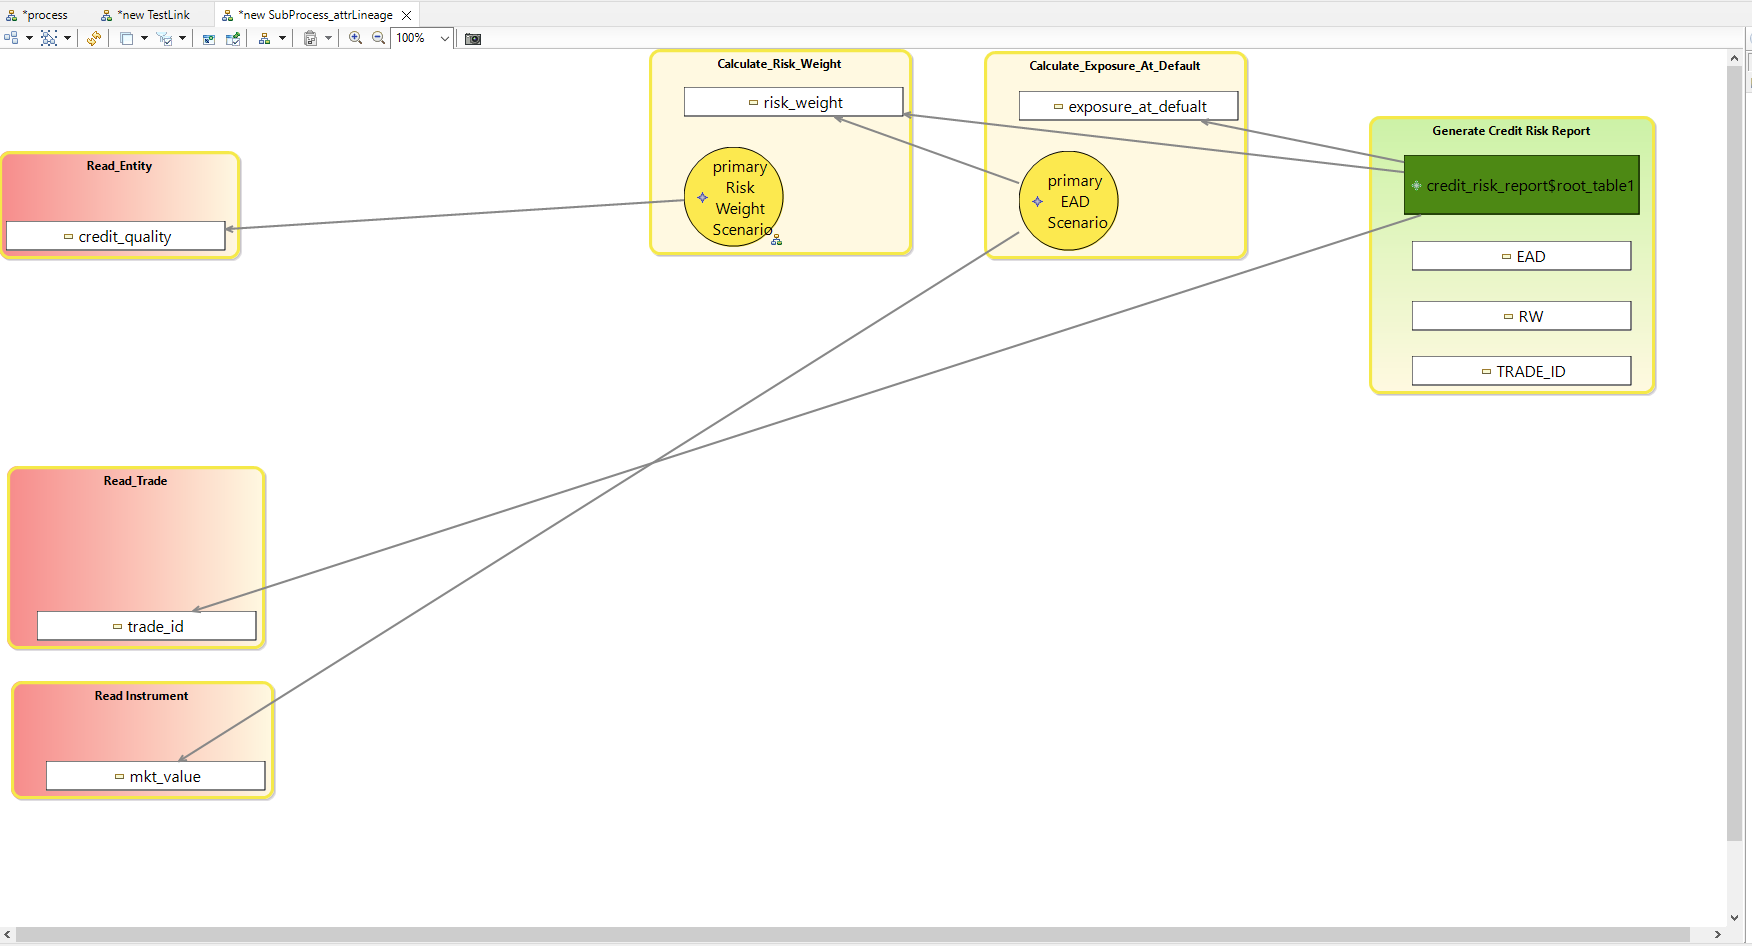 *process
*new TestLink
*new SubProcess_attrLineage
100%
Calculate_Risk_Weight
risk_weight
primary
Risk
Weight
Scenario
Calculate_Exposure_At_Default
exposure_at_defualt
primary
EAD
Scenario
Generate Credit Risk Report
credit_risk_report$root_table1
EAD
RW
TRADE_ID
Read_Entity
credit_quality
Read_Trade
trade_id
Read Instrument
mkt_value